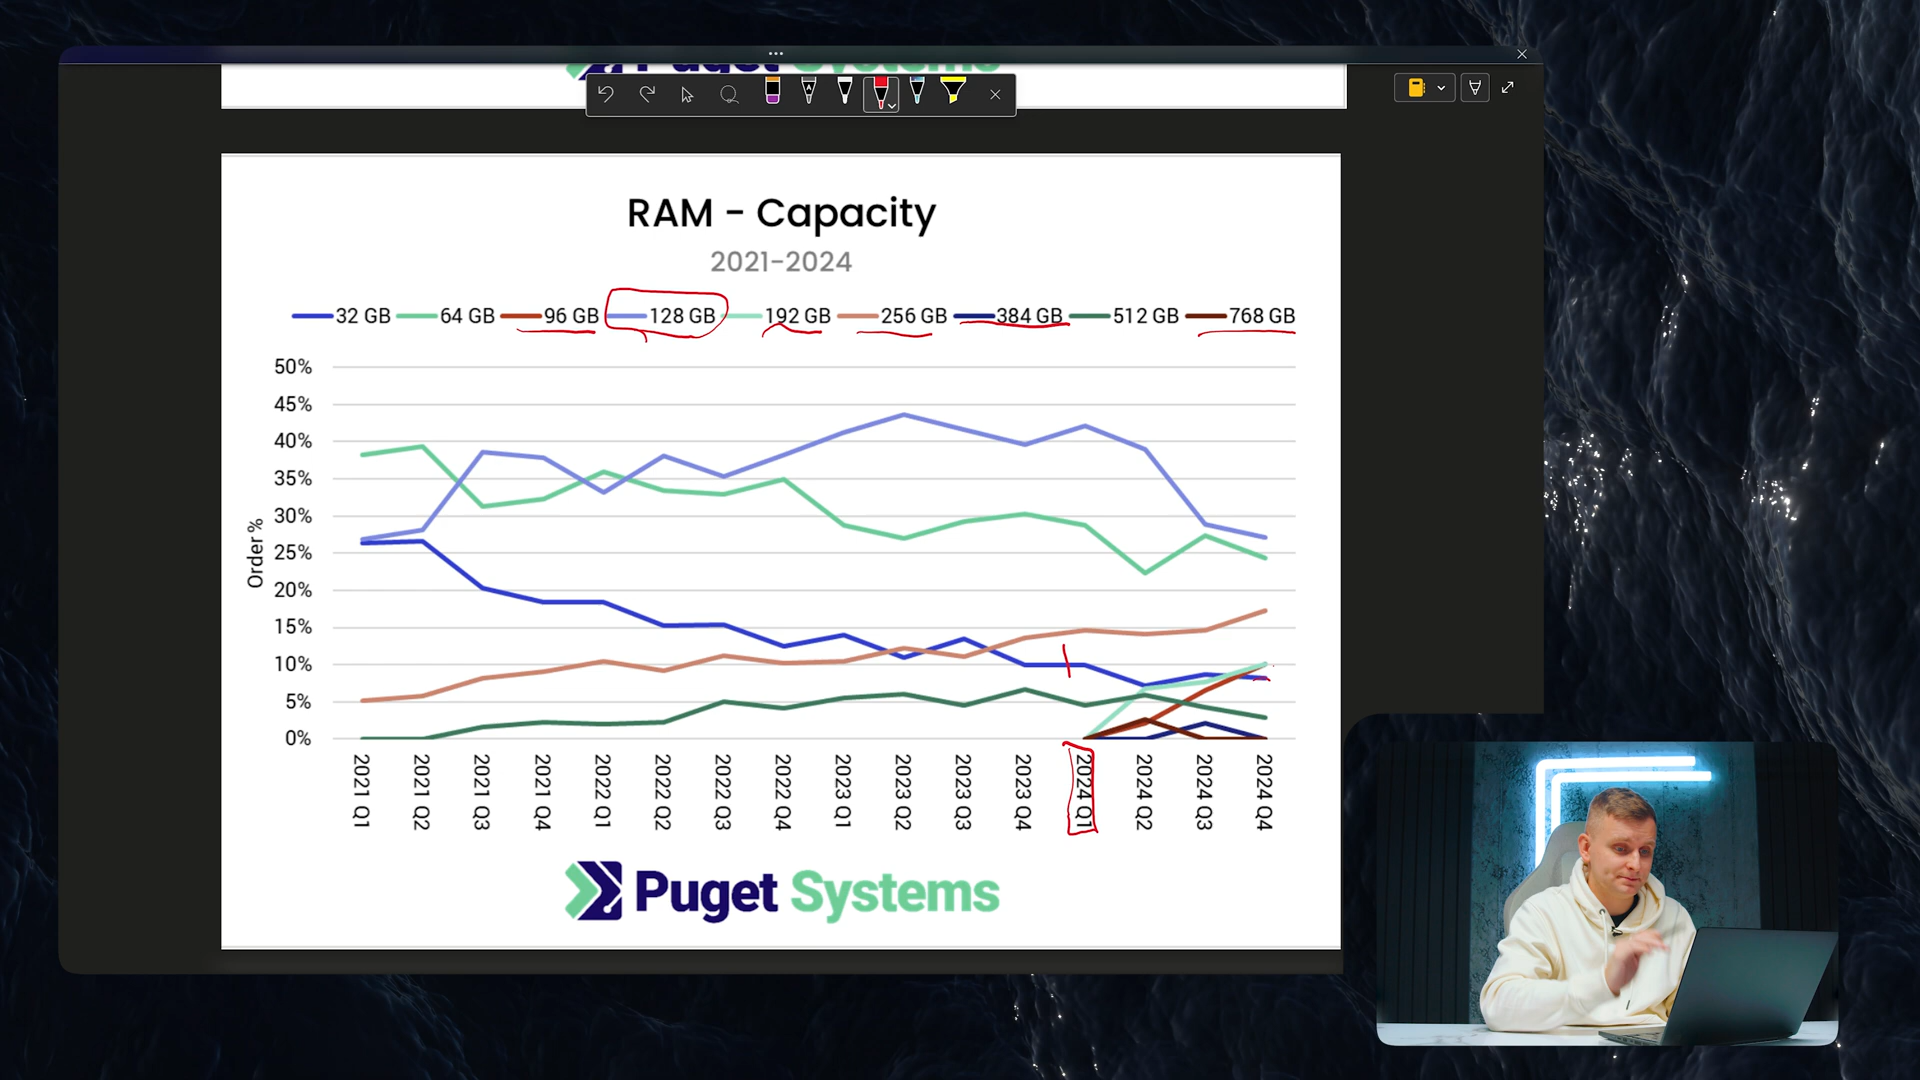 Puget Systems
RAM - Capacity
2021-2024
32 GB 64 GB 96 GB 128 GB 192 GB 256 GB 384 GB 512 GB 768 GB
50%
45%
40%
35%
30%
25%
20%
15%
10%
5%
0%
Order %
2021 Q1 2021 Q2 2021 Q3 2021 Q4 2022 Q1 2022 Q2 2022 Q3 2022 Q4 2023 Q1 2023 Q2 2023 Q3 2023 Q4 2024 Q1 2024 Q2 2024 Q3 2024 Q4
Puget Systems